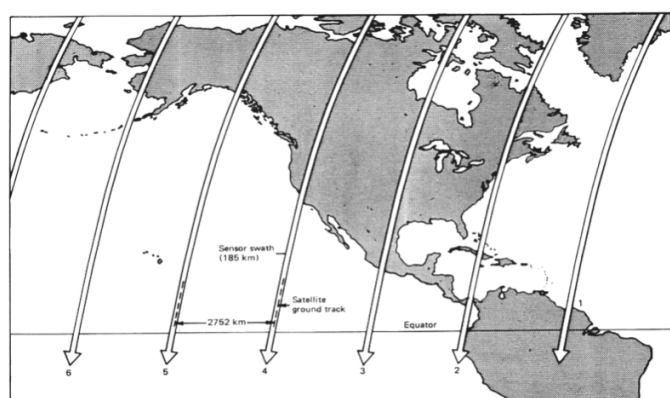 Sensor swath
(185 km)
Satellite
ground track
1
2752 km
Equator
6
5
4
3
2